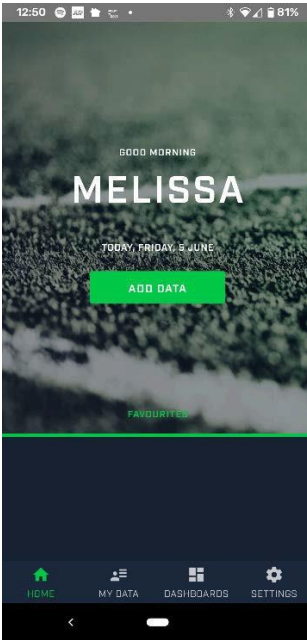 12:50
81%
GOOD MORNING
MELISSA
TODAY, FRIDAY, 5 JUNE
ADD DATA
FAVOURITES
HOME
MY DATA
DASHBOARDS
SETTINGS